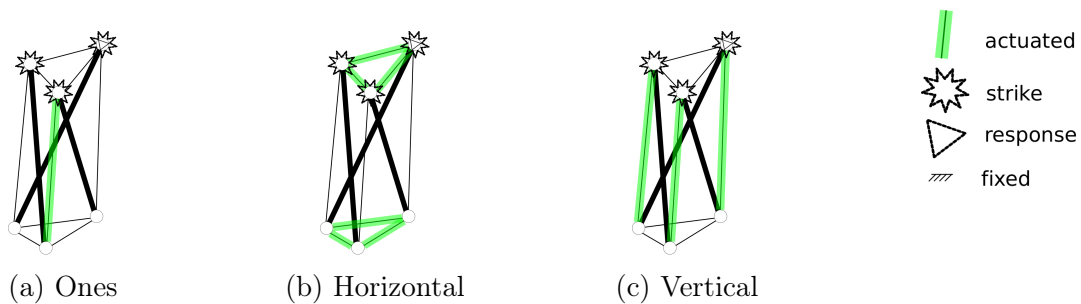 actuated
strike
response
fixed
(a) Ones
(b) Horizontal
(c) Vertical